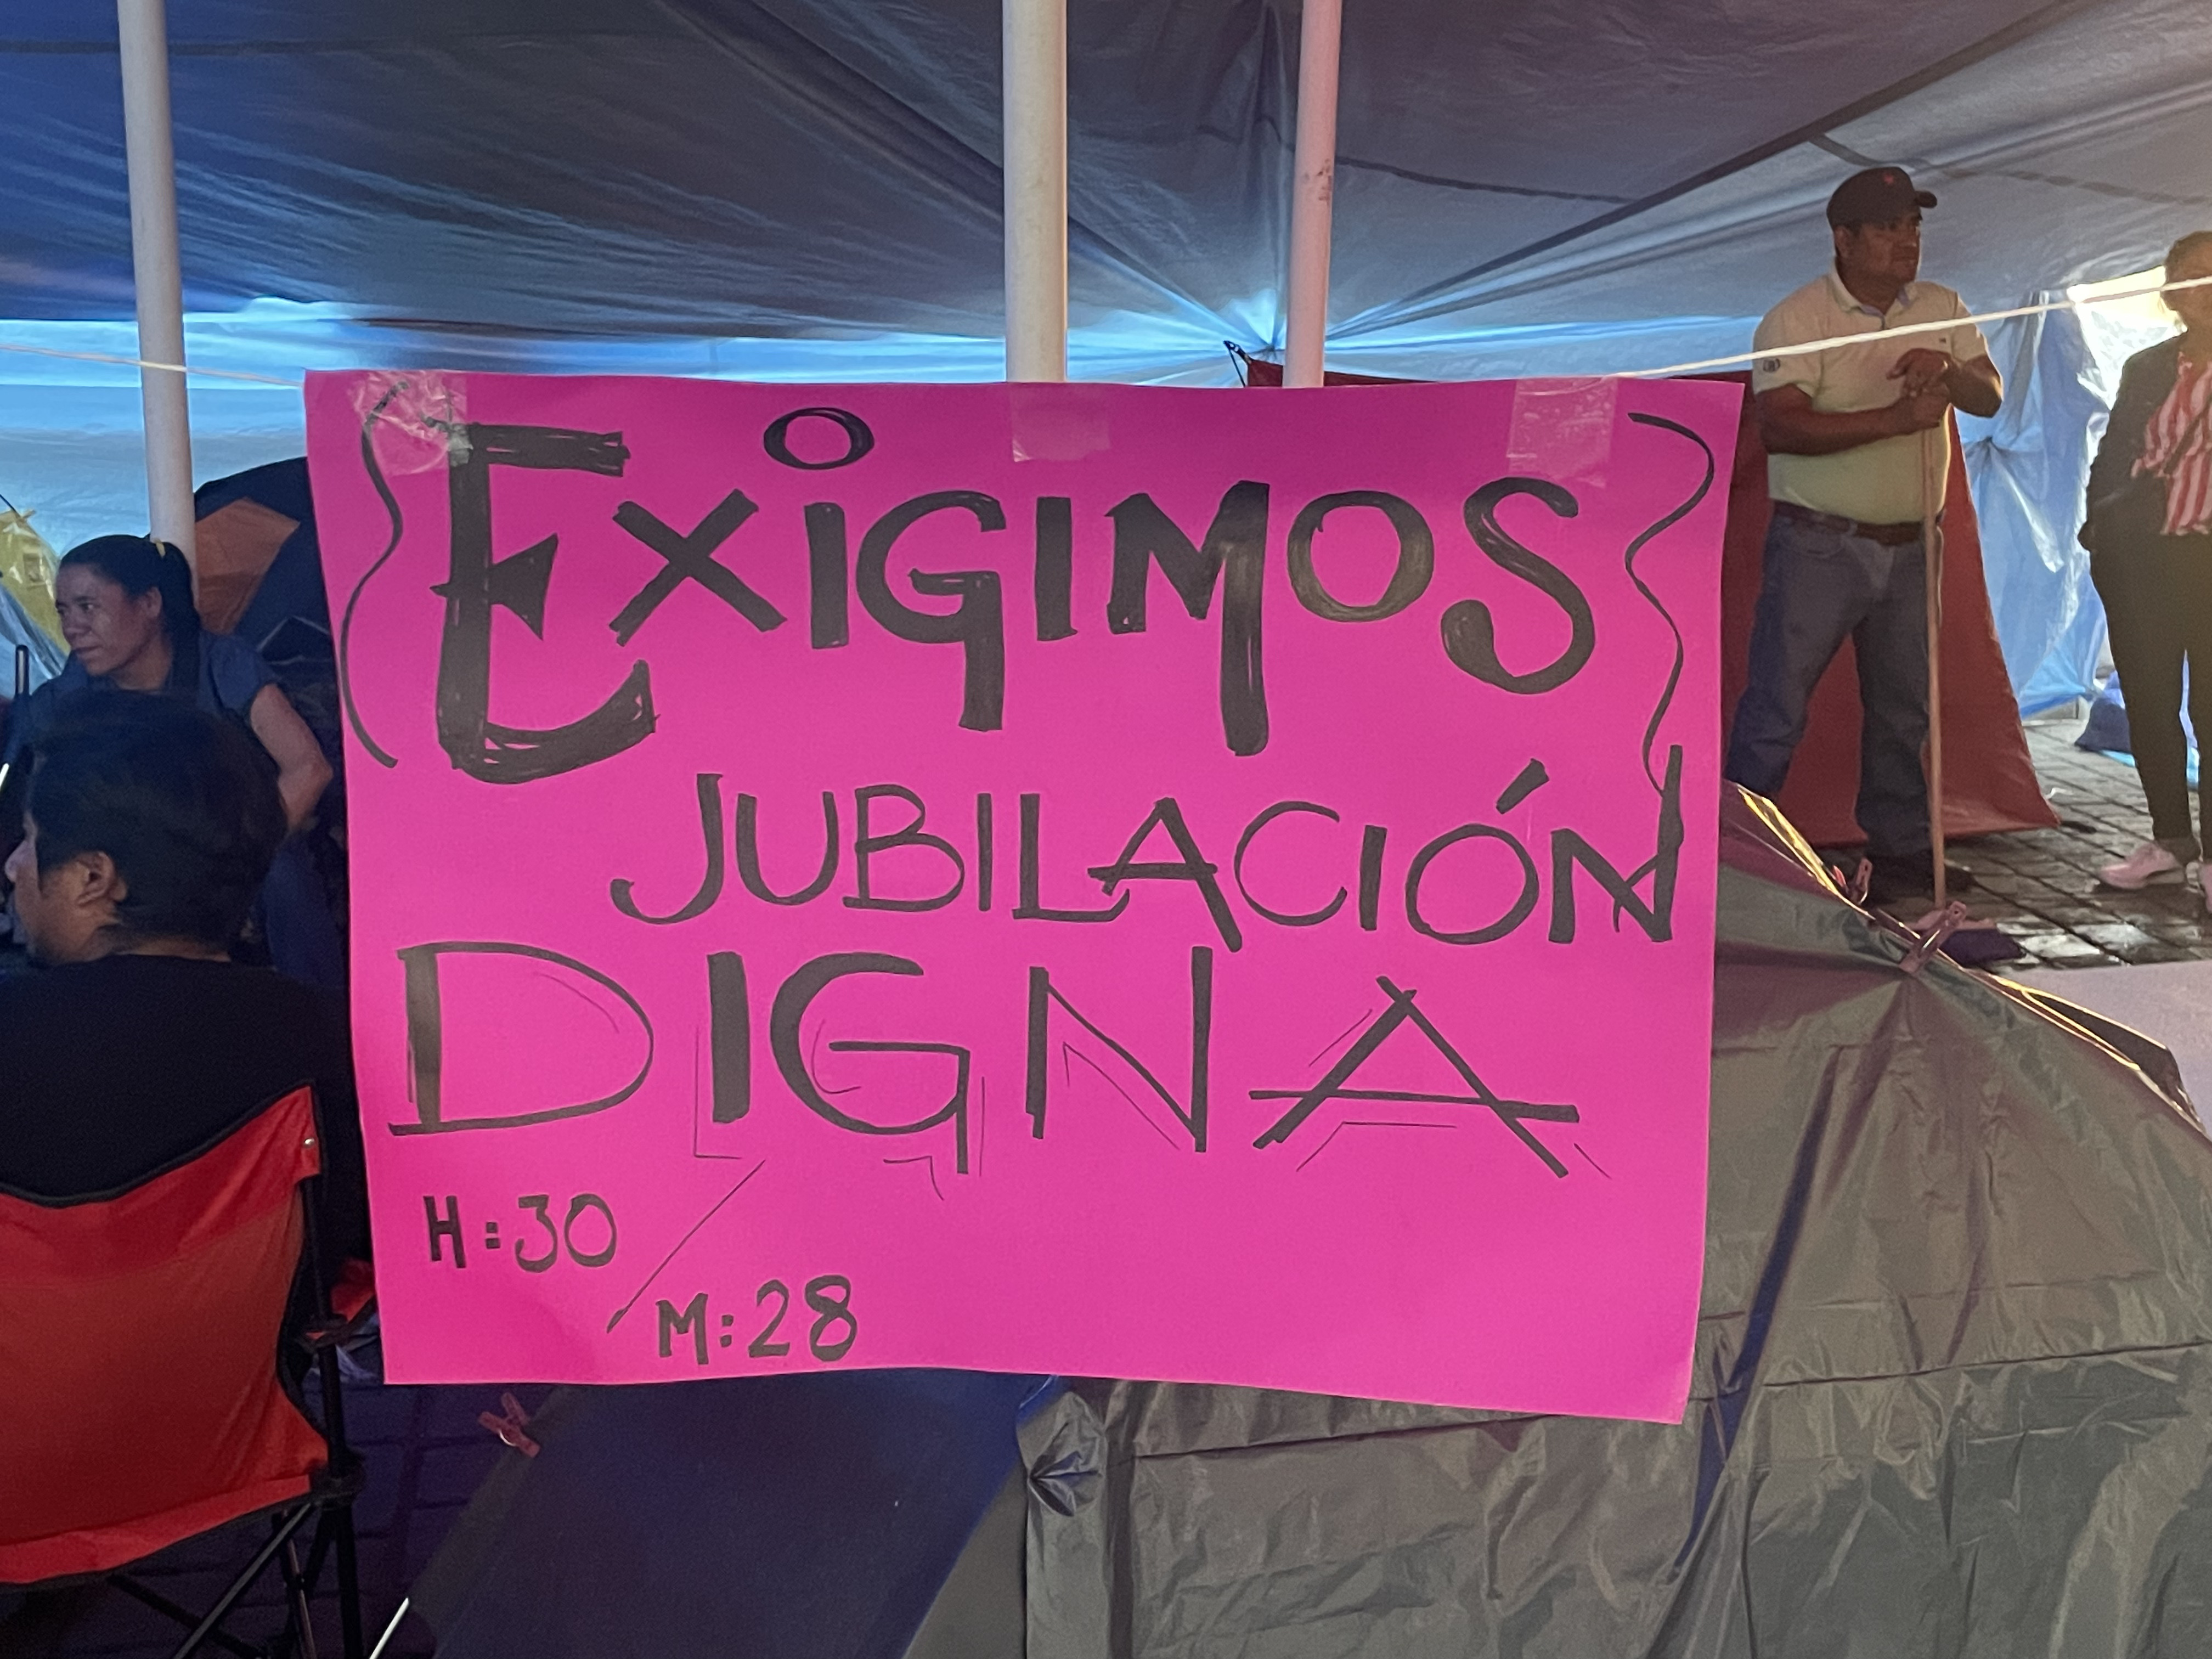 EXIGIMOS
JUBILACIÓN
DIGNA
H:30
M:28